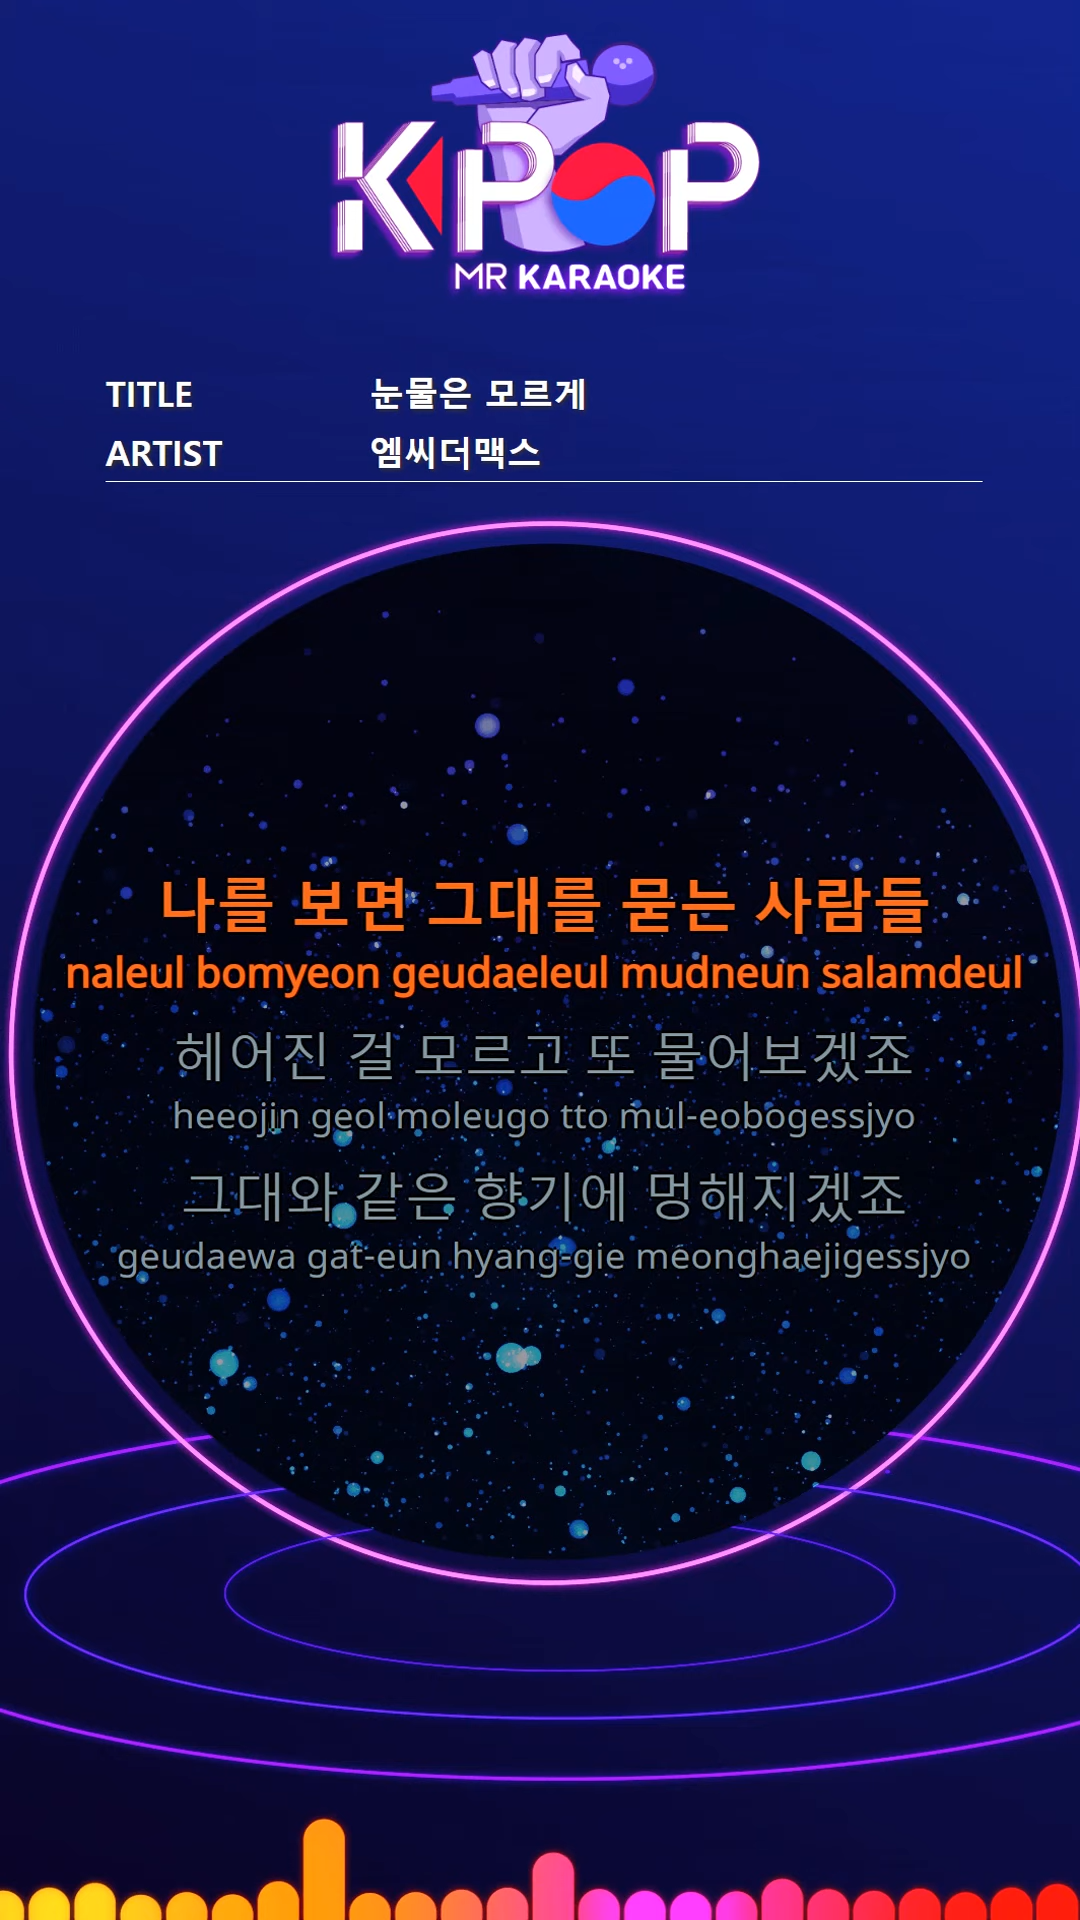 KPOP
MR KARAOKE
TITLE 눈물은 모르게
ARTIST 엠씨더맥스
나를 보면 그대를 묻는 사람들
naleul bomyeon geudaeleul mudneun salamdeul
헤어진 걸 모르고 또 물어보겠죠
heeojin geol moleugo tto mul-eobogessjyo
그대와 같은 향기에 멍해지겠죠
geudaewa gat-eun hyang-gie meonghaejigessjyo